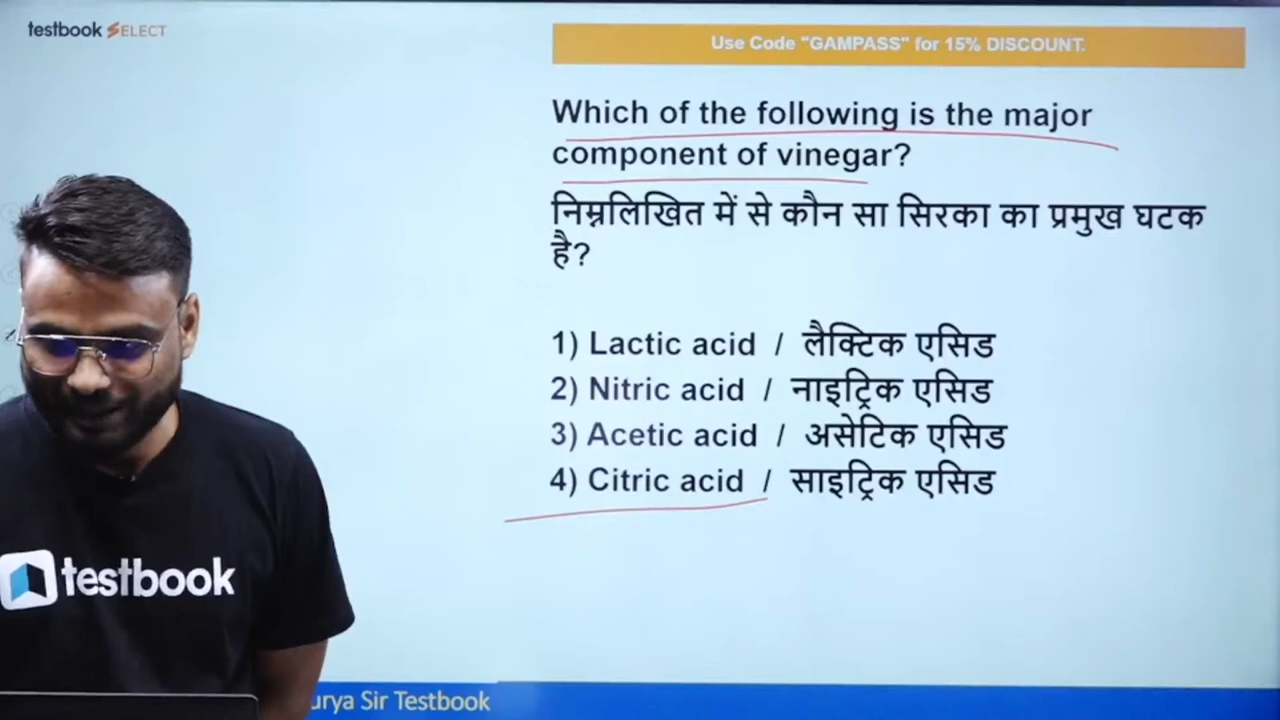 testbook SELECT
Use Code "GAMPASS" for 15% DISCOUNT.
Which of the following is the major
component of vinegar?
निम्नलिखित में से कौन सा सिरका का प्रमुख घटक
है?
1) Lactic acid / लैक्टिक एसिड
2) Nitric acid / नाइट्रिक एसिड
3) Acetic acid / असेटिक एसिड
4) Citric acid / साइट्रिक एसिड
testbook
Sir Testbook